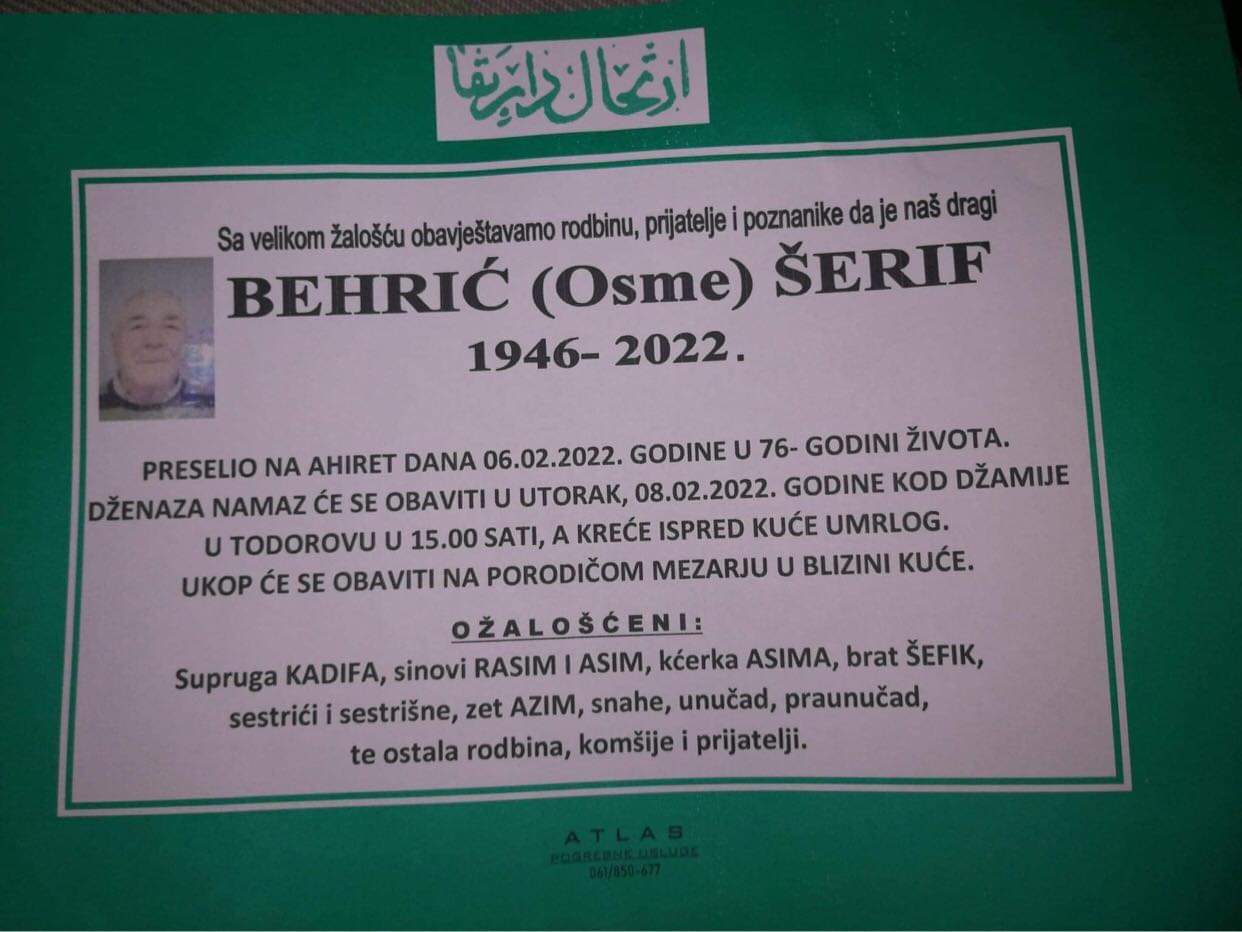 ارتحال دار بقا
Sa velikom žalošću obavještavamo rodbinu, prijatelje i poznanike da je naš dragi
BEHRIĆ (Osme) ŠERIF
1946- 2022.
PRESELIO NA AHIRET DANA 06.02.2022. GODINE U 76- GODINI ŽIVOTA.
DŽENAZA NAMAZ ĆE SE OBAVITI U UTORAK, 08.02.2022. GODINE KOD DŽAMIJE
U TODOROVU U 15.00 SATI, A KREĆE ISPRED KUĆE UMRLOG.
UKOP ĆE SE OBAVITI NA PORODIČOM MEZARJU U BLIZINI KUĆE.
OŽALOŠĆENI:
Supruga KADIFA, sinovi RASIM I ASIM, kćerka ASIMA, brat ŠEFIK,
sestrići i sestrišne, zet AZIM, snahe, unučad, praunučad,
te ostala rodbina, komšije i prijatelji.
ATLAS
POGREBNE USLUGE
061/850-677